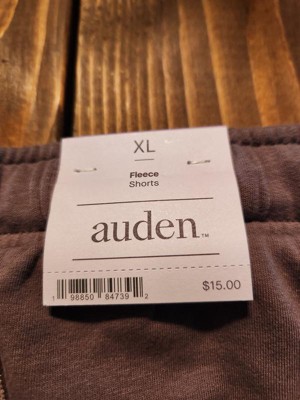 XL
Fleece
Shorts
auden™
$15.00
1 98850 84739 2